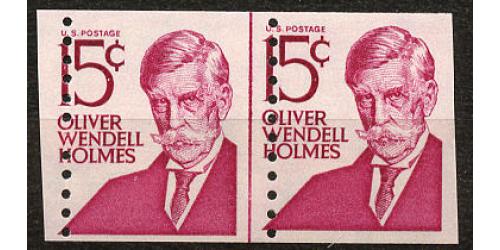 U.S. POSTAGE
15¢
OLIVER
WENDELL
HOLMES
U.S. POSTAGE
15¢
OLIVER
WENDELL
HOLMES